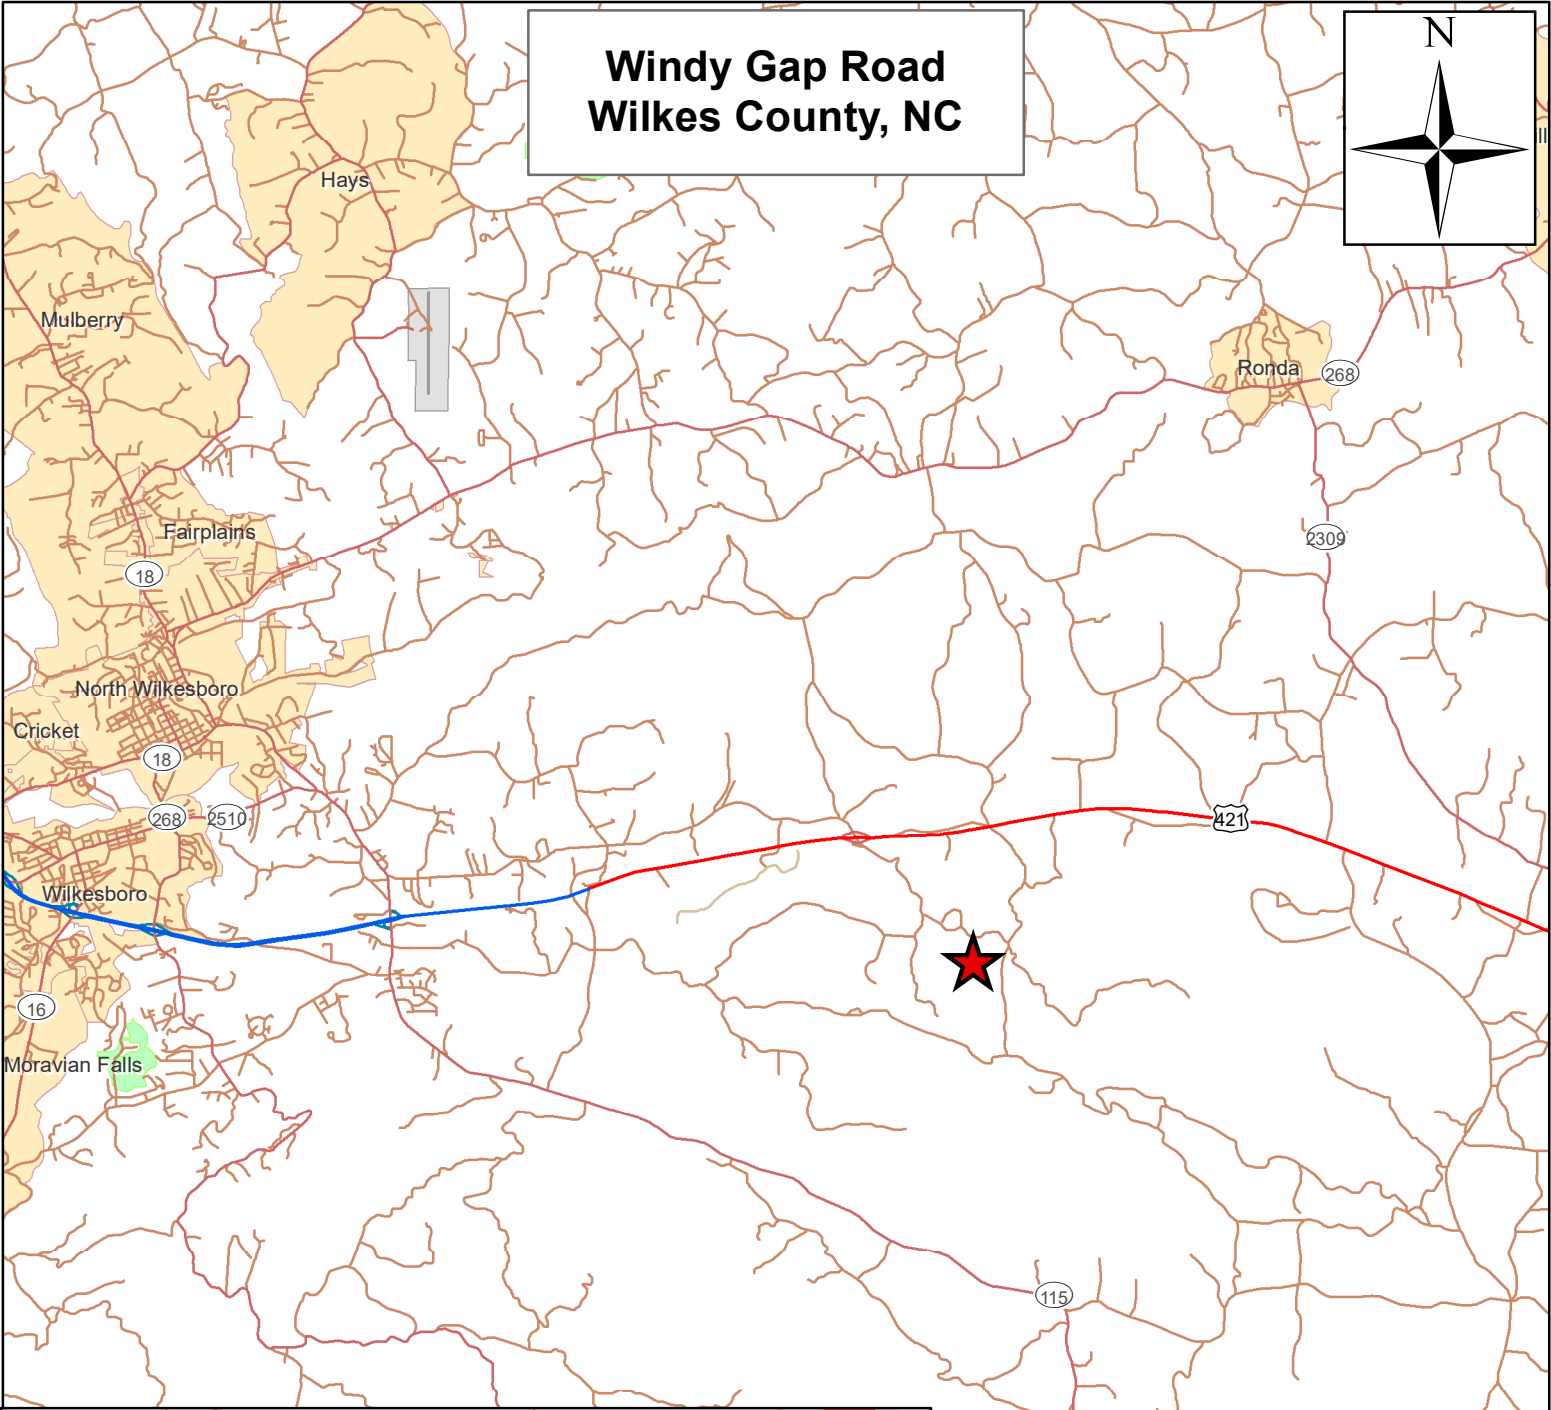 Windy Gap Road
Wilkes County, NC
N
Hays
Mulberry
Ronda
268
Fairplains
2309
18
North Wilkesboro
Cricket
18
268
2510
421
Wilkesboro
16
Moravian Falls
115